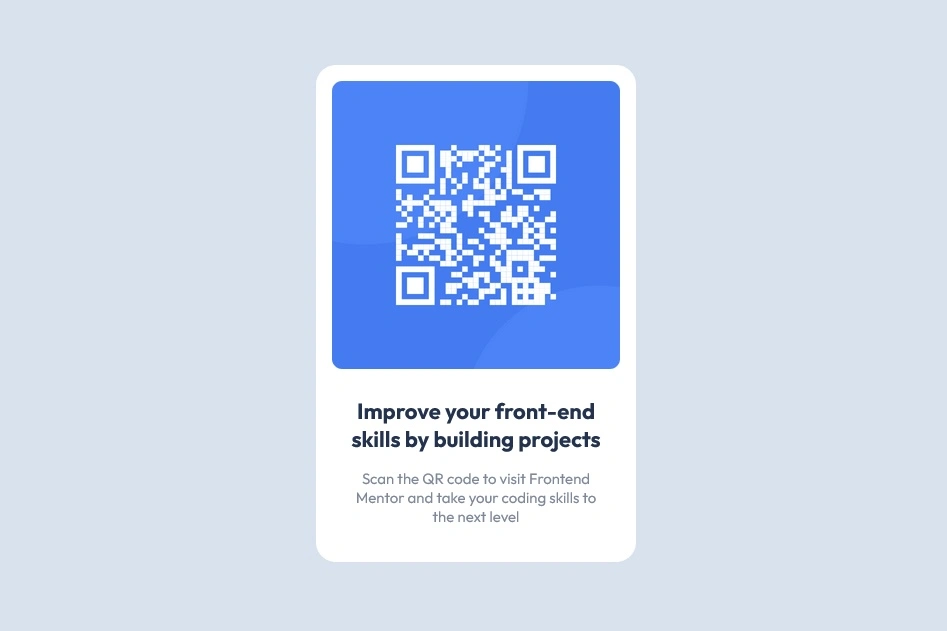 Improve your front-end
skills by building projects
Scan the QR code to visit Frontend
Mentor and take your coding skills to
the next level